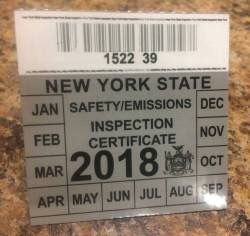 1522 39
NEW YORK STATE
JAN SAFETY/EMISSIONS DEC
INSPECTION
FEB CERTIFICATE NOV
MAR 2018 OCT
APR MAY JUN JUL AUG SEP